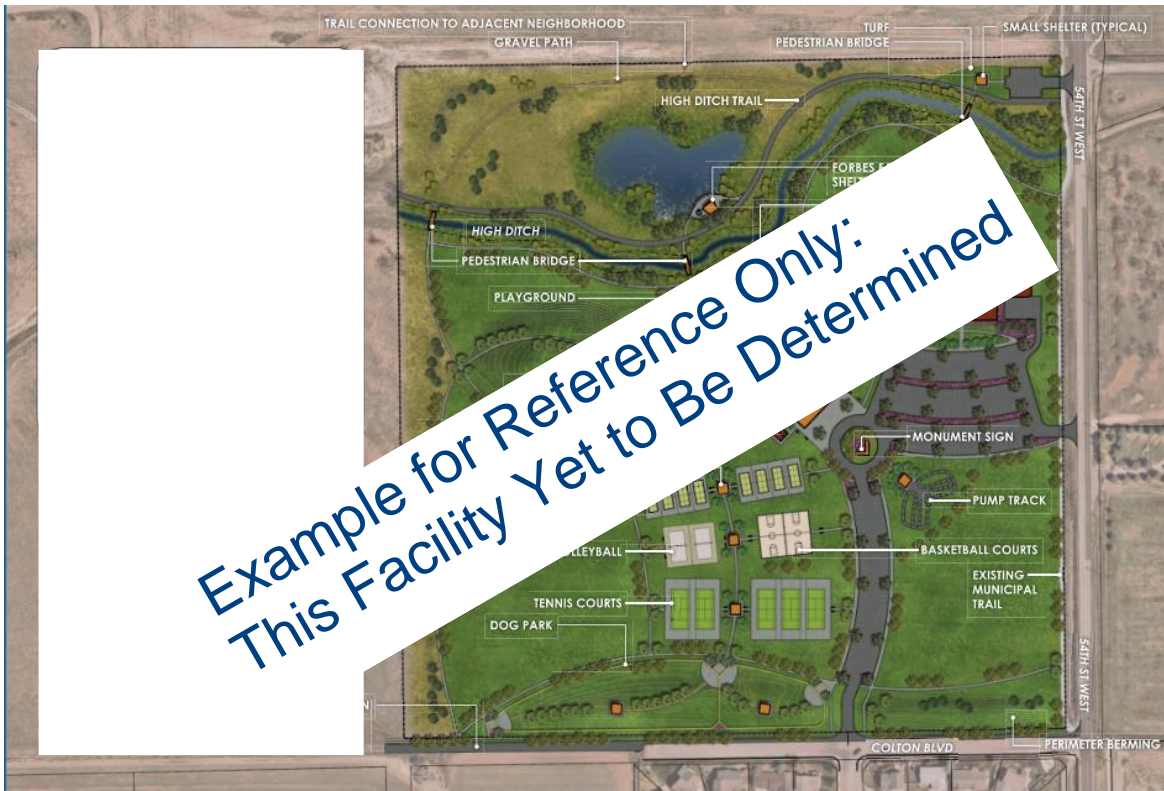 TRAIL CONNECTION TO ADJACENT NEIGHBORHOOD
GRAVEL PATH
TURF
PEDESTRIAN BRIDGE
SMALL SHELTER (TYPICAL)
HIGH DITCH TRAIL
54TH ST WEST
HIGH DITCH
PEDESTRIAN BRIDGE
PLAYGROUND
FORBES
Example for Reference Only:
This Facility Yet to Be Determined
MONUMENT SIGN
PUMP TRACK
BASKETBALL COURTS
EXISTING
MUNICIPAL
TRAIL
TENNIS COURTS
DOG PARK
54TH ST WEST
COLTON BLVD
PERIMETER BERMING